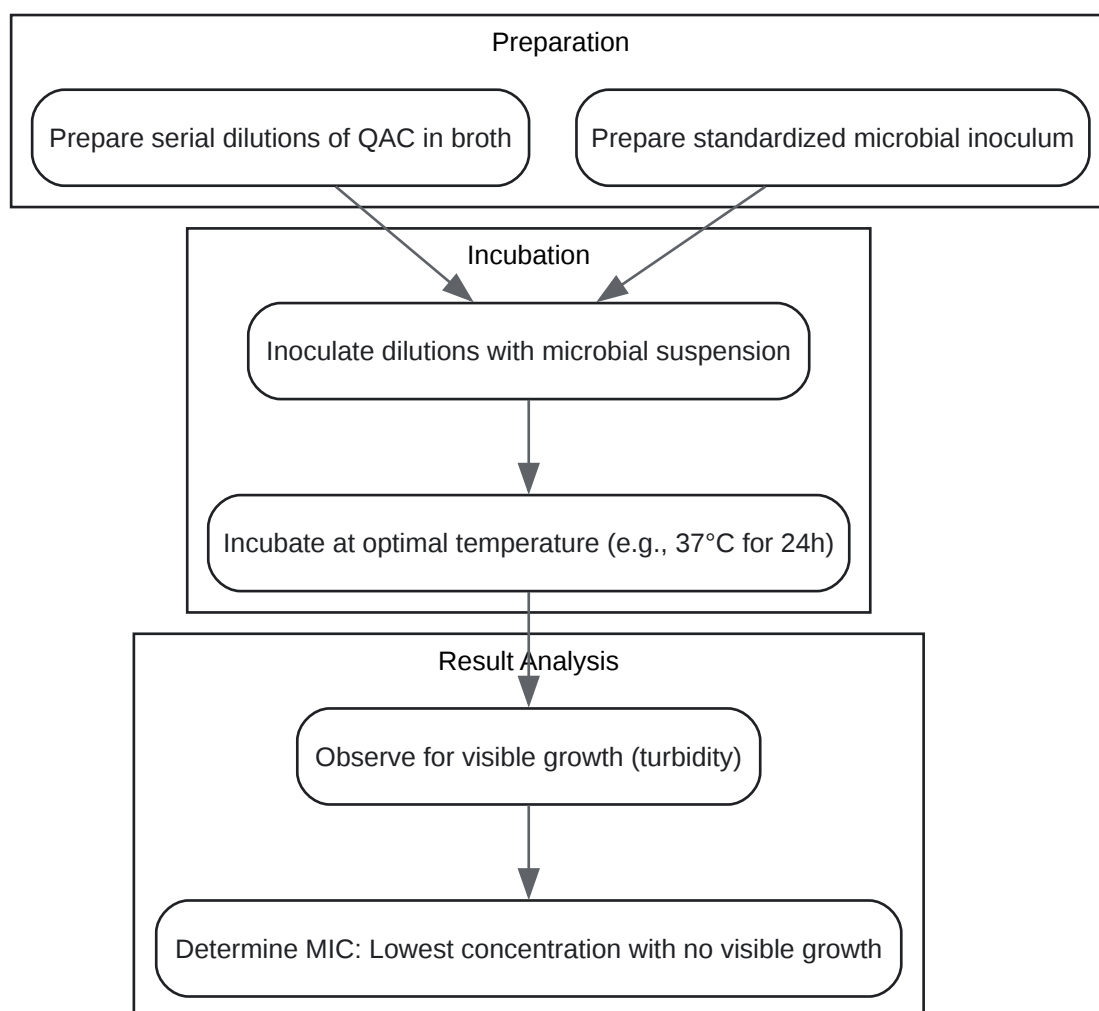 Preparation
Prepare serial dilutions of QAC in broth
Prepare standardized microbial inoculum
Incubation
Inoculate dilutions with microbial suspension
Incubate at optimal temperature (e.g., 37°C for 24h)
Result Analysis
Observe for visible growth (turbidity)
Determine MIC: Lowest concentration with no visible growth